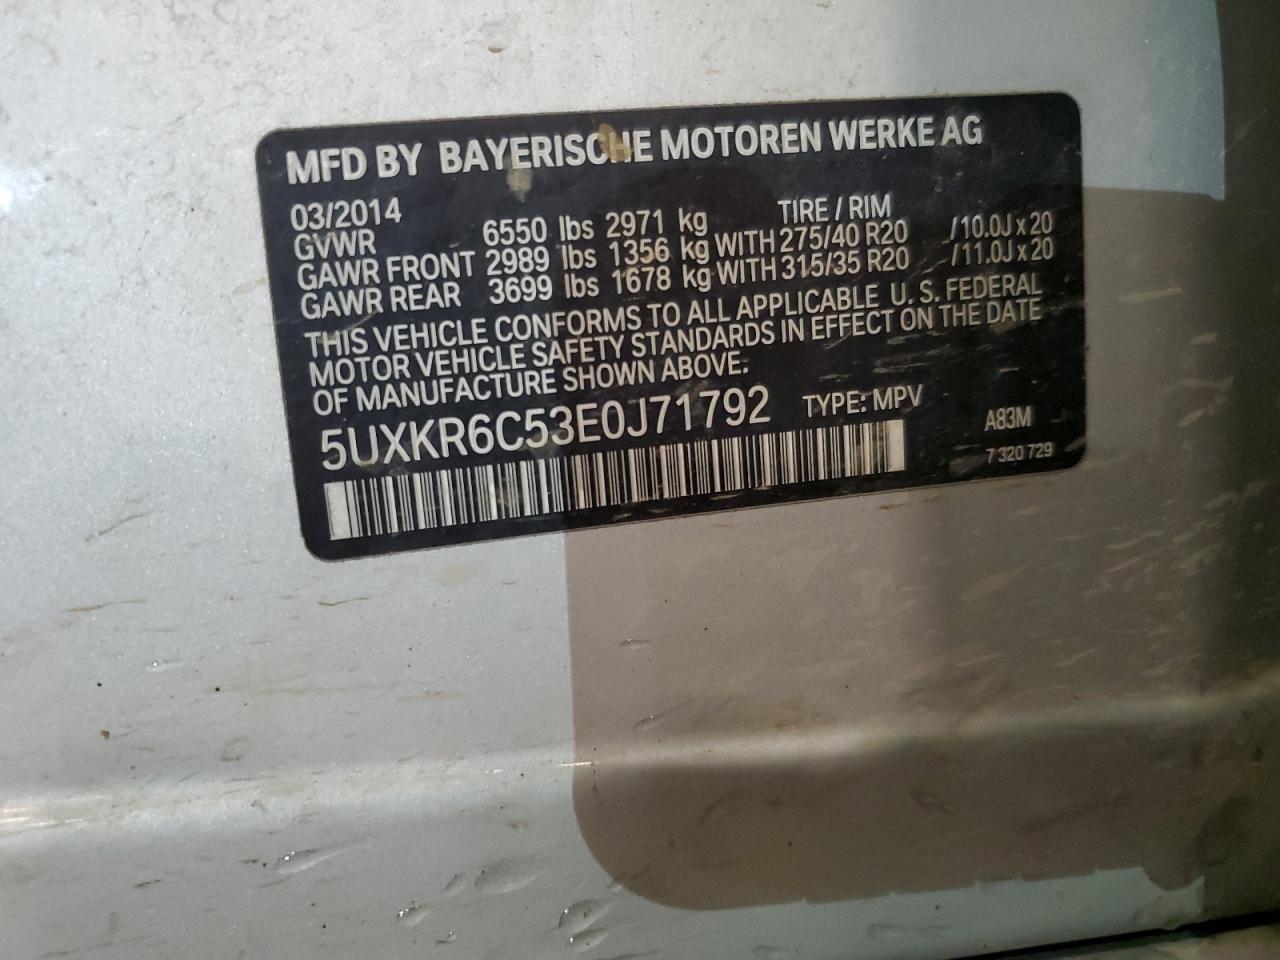 MFD BY BAYERISCHE MOTOREN WERKE AG
03/2014 TIRE / RIM
GVWR 6550 lbs 2971 kg
GAWR FRONT 2989 lbs 1356 kg WITH 275/40 R20 /10.0J x 20
GAWR REAR 3699 lbs 1678 kg WITH 315/35 R20 /11.0J x 20
THIS VEHICLE CONFORMS TO ALL APPLICABLE U. S. FEDERAL
MOTOR VEHICLE SAFETY STANDARDS IN EFFECT ON THE DATE
OF MANUFACTURE SHOWN ABOVE.
5UXKR6C53E0J71792 TYPE: MPV
A83M
7 320 729